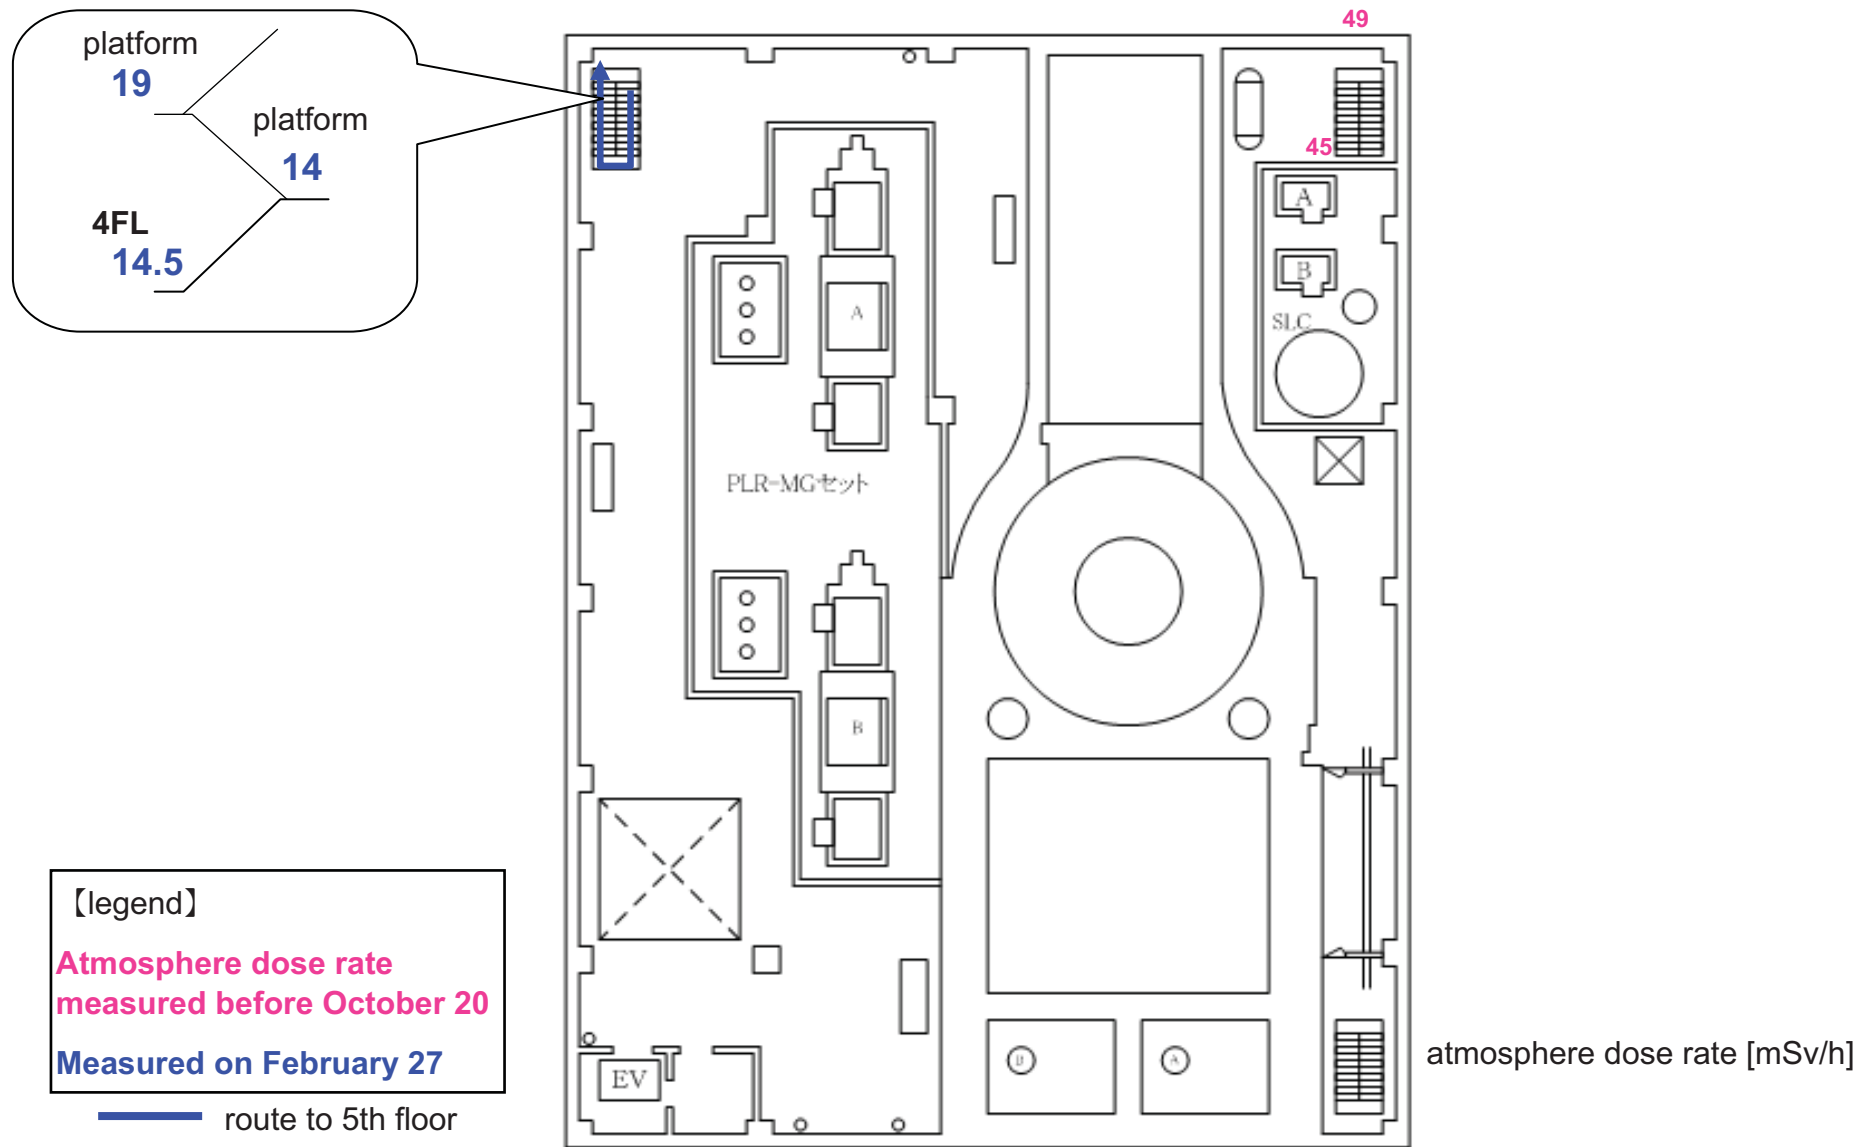 platform
19
platform
14
4FL
14.5
49
45
A
B
SLC
A
PLR-MGセット
B
B
A
EV
【legend】
Atmosphere dose rate
measured before October 20
Measured on February 27
route to 5th floor
atmosphere dose rate [mSv/h]